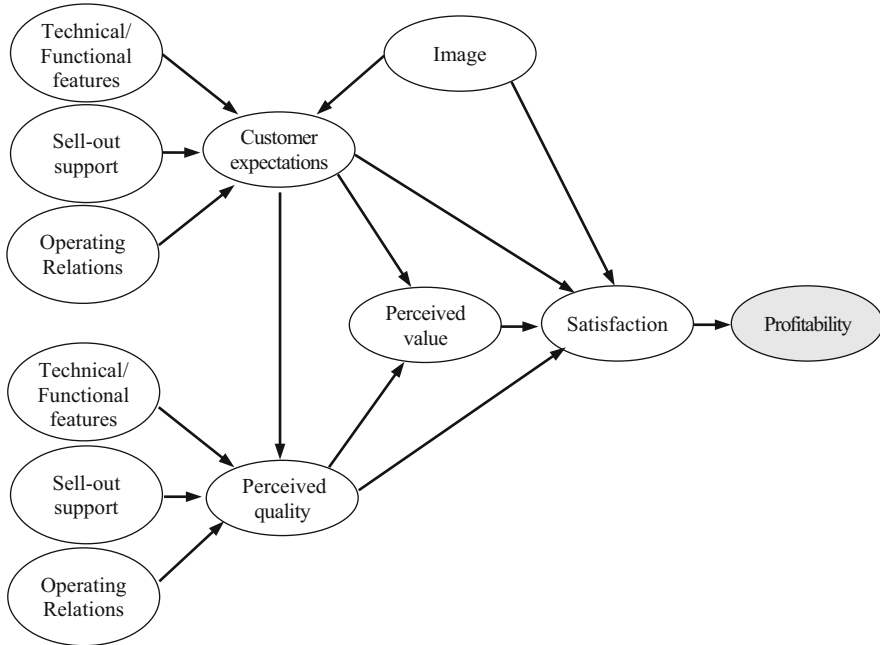 Technical/
Functional
features
Image
Sell-out
support
Customer
expectations
Operating
Relations
Perceived
value
Satisfaction
Profitability
Technical/
Functional
features
Sell-out
support
Perceived
quality
Operating
Relations